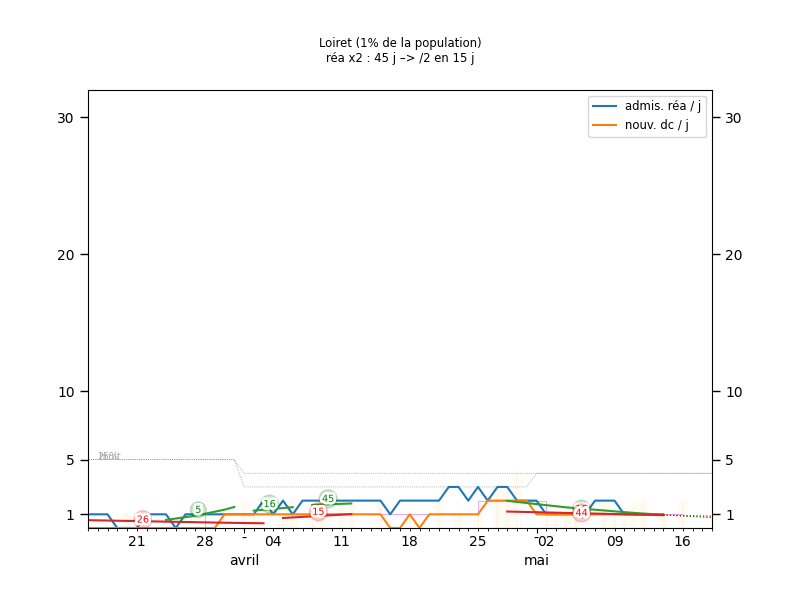 Loiret (1% de la population)
réa x2 : 45 j –> /2 en 15 j
admis. réa / j
nouv. dc / j
30 30
20 20
10 10
5 5
1 1
26 5 16 15 45 44
21 28 - 04 11 18 25 - 02 09 16
avril mai